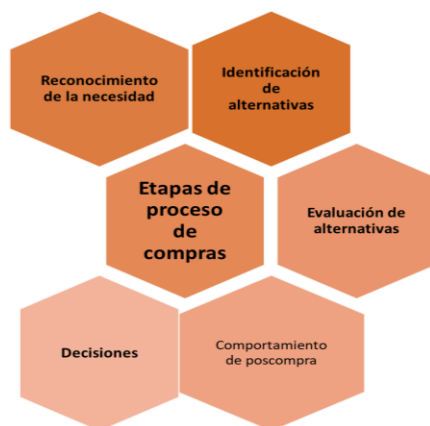 Reconocimiento
de la necesidad
Identificación
de
alternativas
Etapas de
proceso
de
compras
Evaluación de
alternativas
Decisiones
Comportamiento
de poscompra